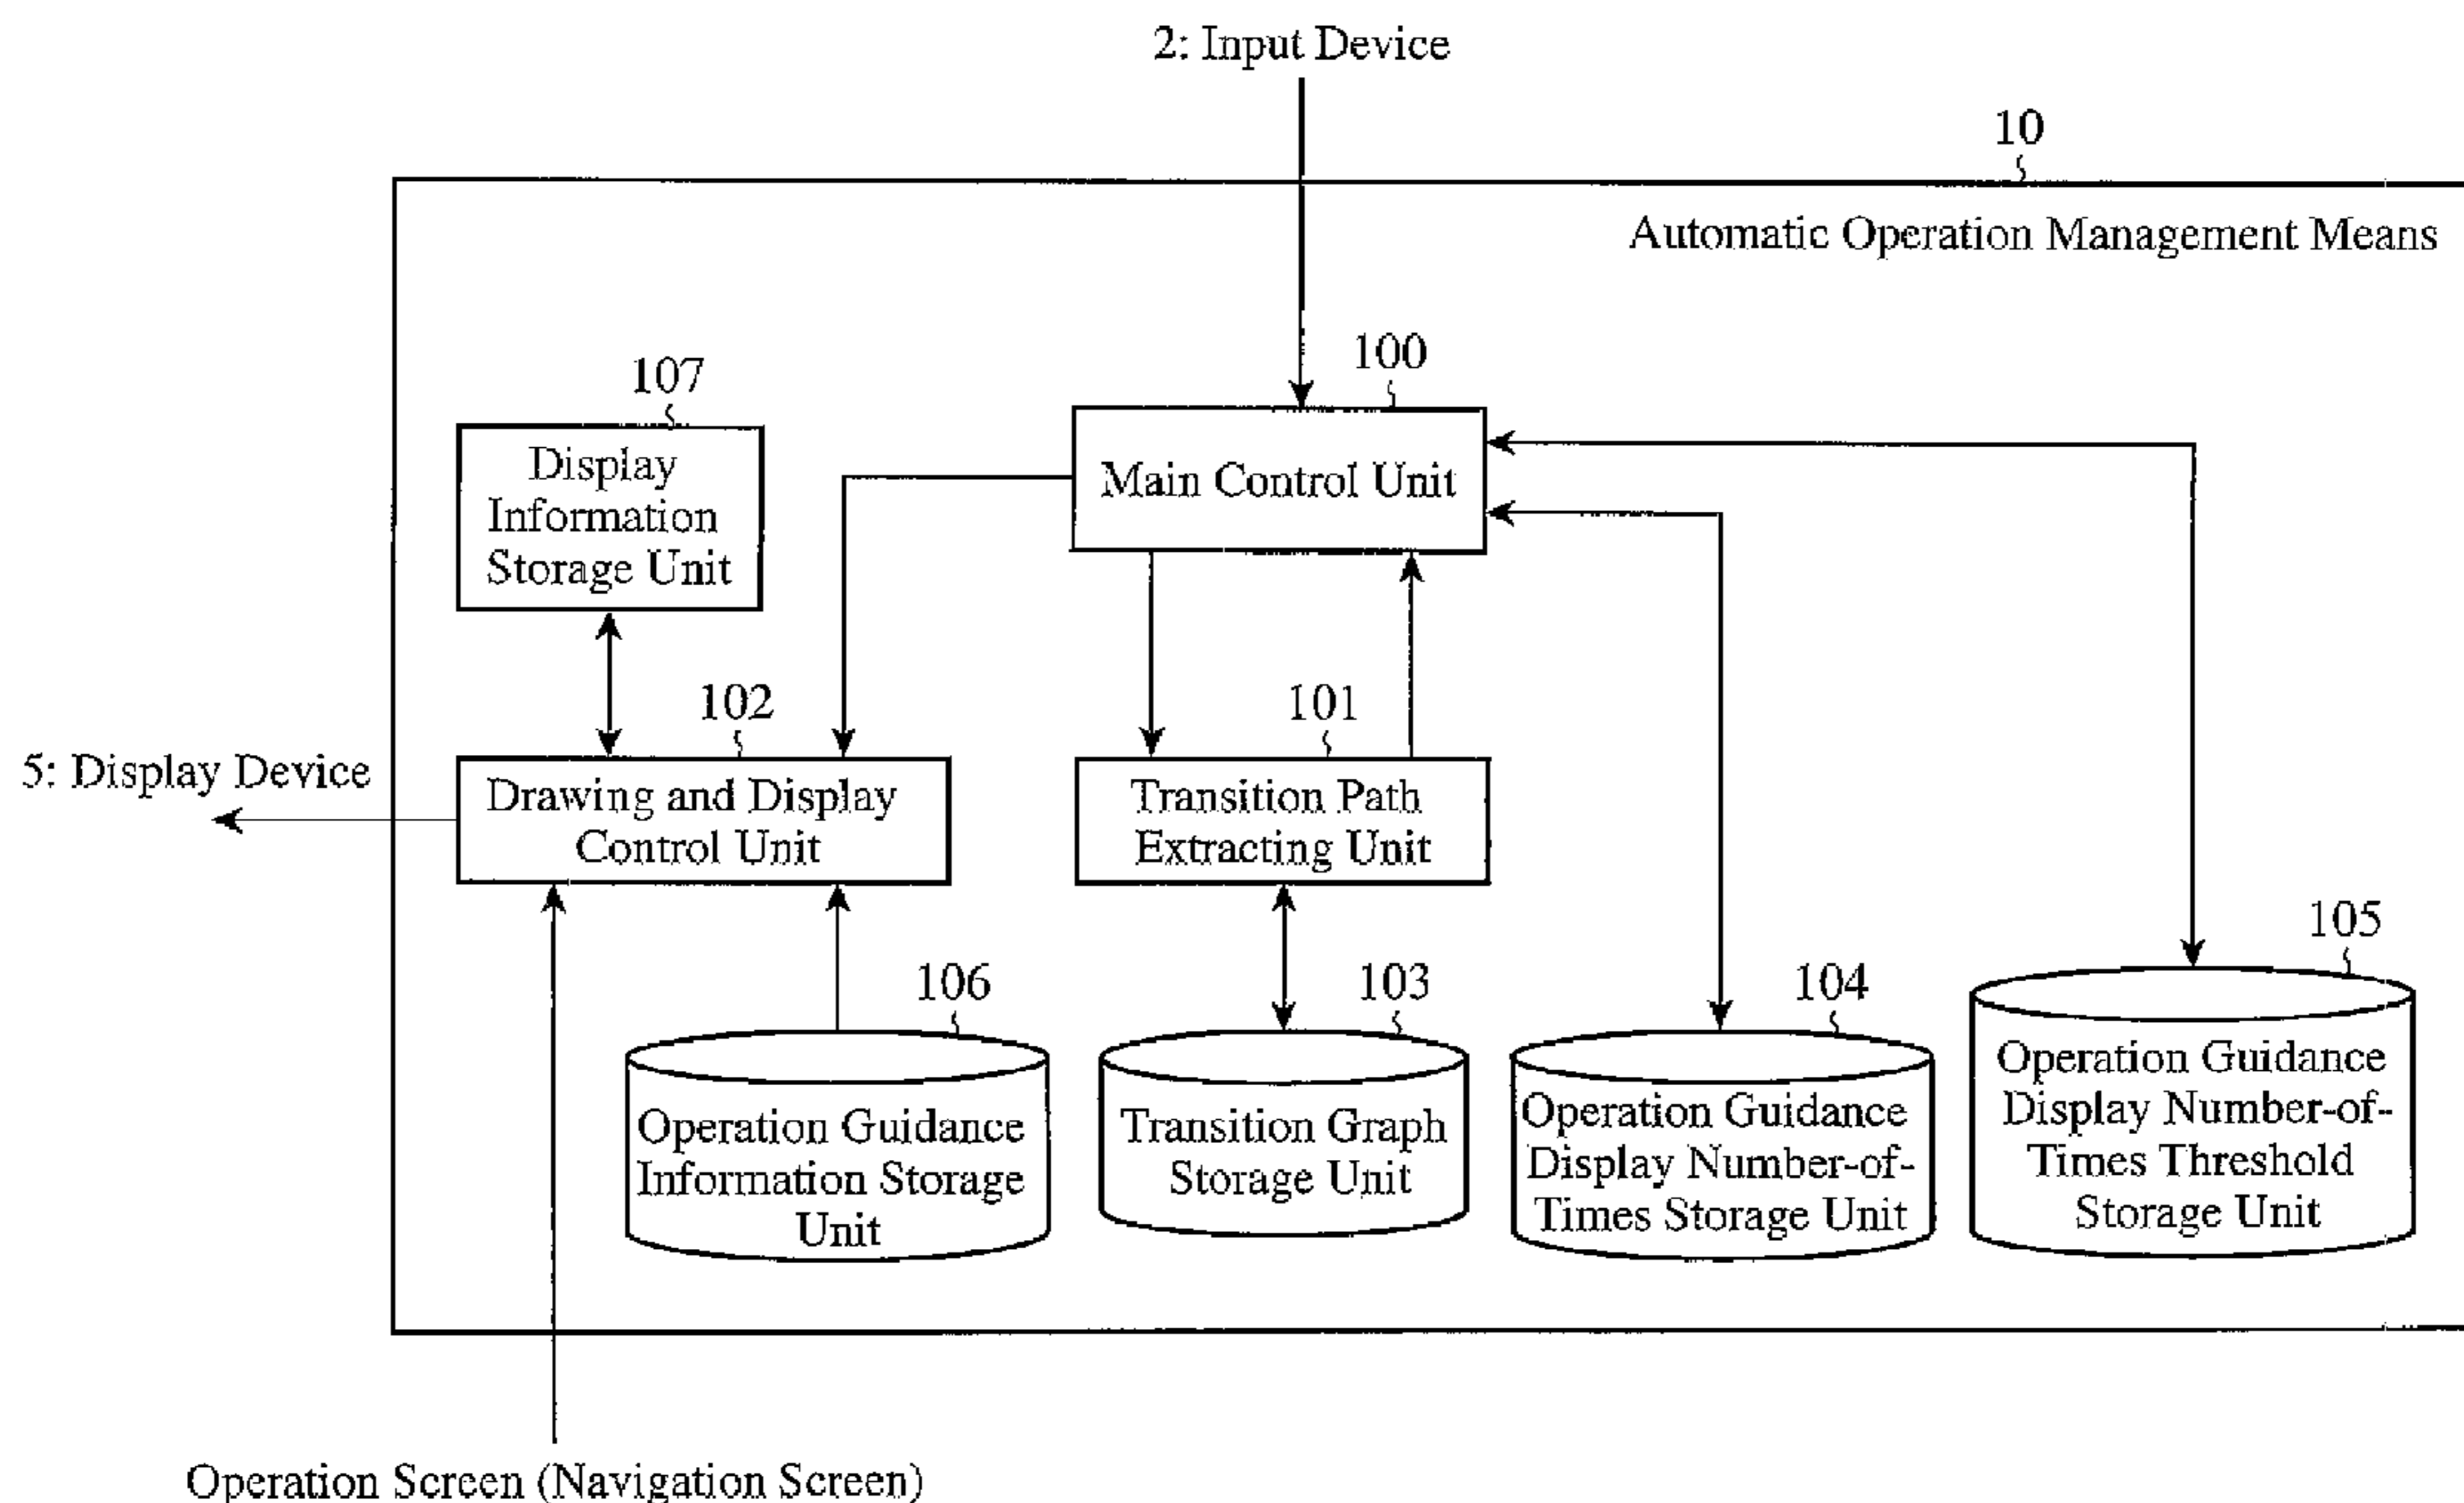 2: Input Device
10
Automatic Operation Management Means
107
Display
Information
Storage Unit
100
Main Control Unit
102
5: Display Device
Drawing and Display
Control Unit
101
Transition Path
Extracting Unit
106
Operation Guidance
Information Storage
Unit
103
Transition Graph
Storage Unit
104
Operation Guidance
Display Number-of-
Times Storage Unit
105
Operation Guidance
Display Number-of-
Times Threshold
Storage Unit
Operation Screen (Navigation Screen)